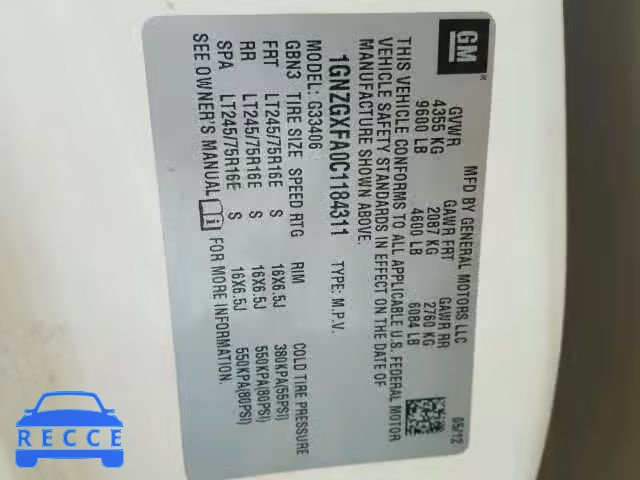 GM
MFD BY GENERAL MOTORS LLC
05/12
GVWR GAWR FRT GAWR RR
4355 KG 2087 KG 2760 KG
9600 LB 4600 LB 6084 LB
THIS VEHICLE CONFORMS TO ALL APPLICABLE U.S. FEDERAL MOTOR
VEHICLE SAFETY STANDARDS IN EFFECT ON THE DATE OF
MANUFACTURE SHOWN ABOVE.
1GNZGXFA0C1184311 TYPE: M.P.V.
MODEL: G33406
GBN3 TIRE SIZE SPEED RTG RIM COLD TIRE PRESSURE
FRT LT245/75R16E S 16X6.5J 380KPA(55PSI)
RR LT245/75R16E S 16X6.5J 550KPA(80PSI)
SPA LT245/75R16E S 16X6.5J 550KPA(80PSI)
SEE OWNER'S MANUAL FOR MORE INFORMATION.
RECCE